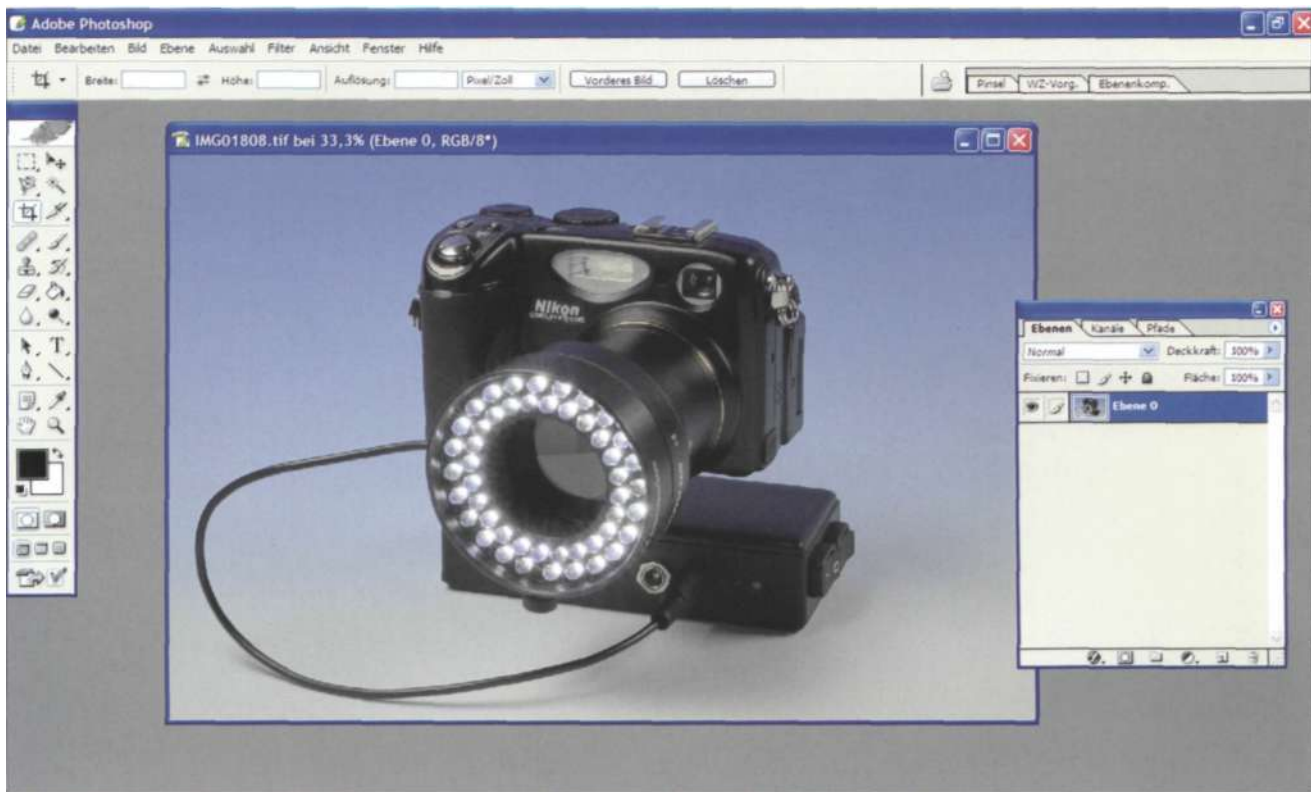 Adobe Photoshop
Datei Bearbeiten Bild Ebene Auswahl Filter Ansicht Fenster Hilfe
Breite: Höhe: Auflösung: Pixel/Zoll Vorderes Bild Löschen Pinsel WZ-Vorg. Ebenenkomp.
IMG01808.tif bei 33,3% (Ebene 0, RGB/8*)
Nikon
Ebenen Kanäle Pfade
Normal Deckkraft: 100%
Fixieren: Fläche: 100%
Ebene 0